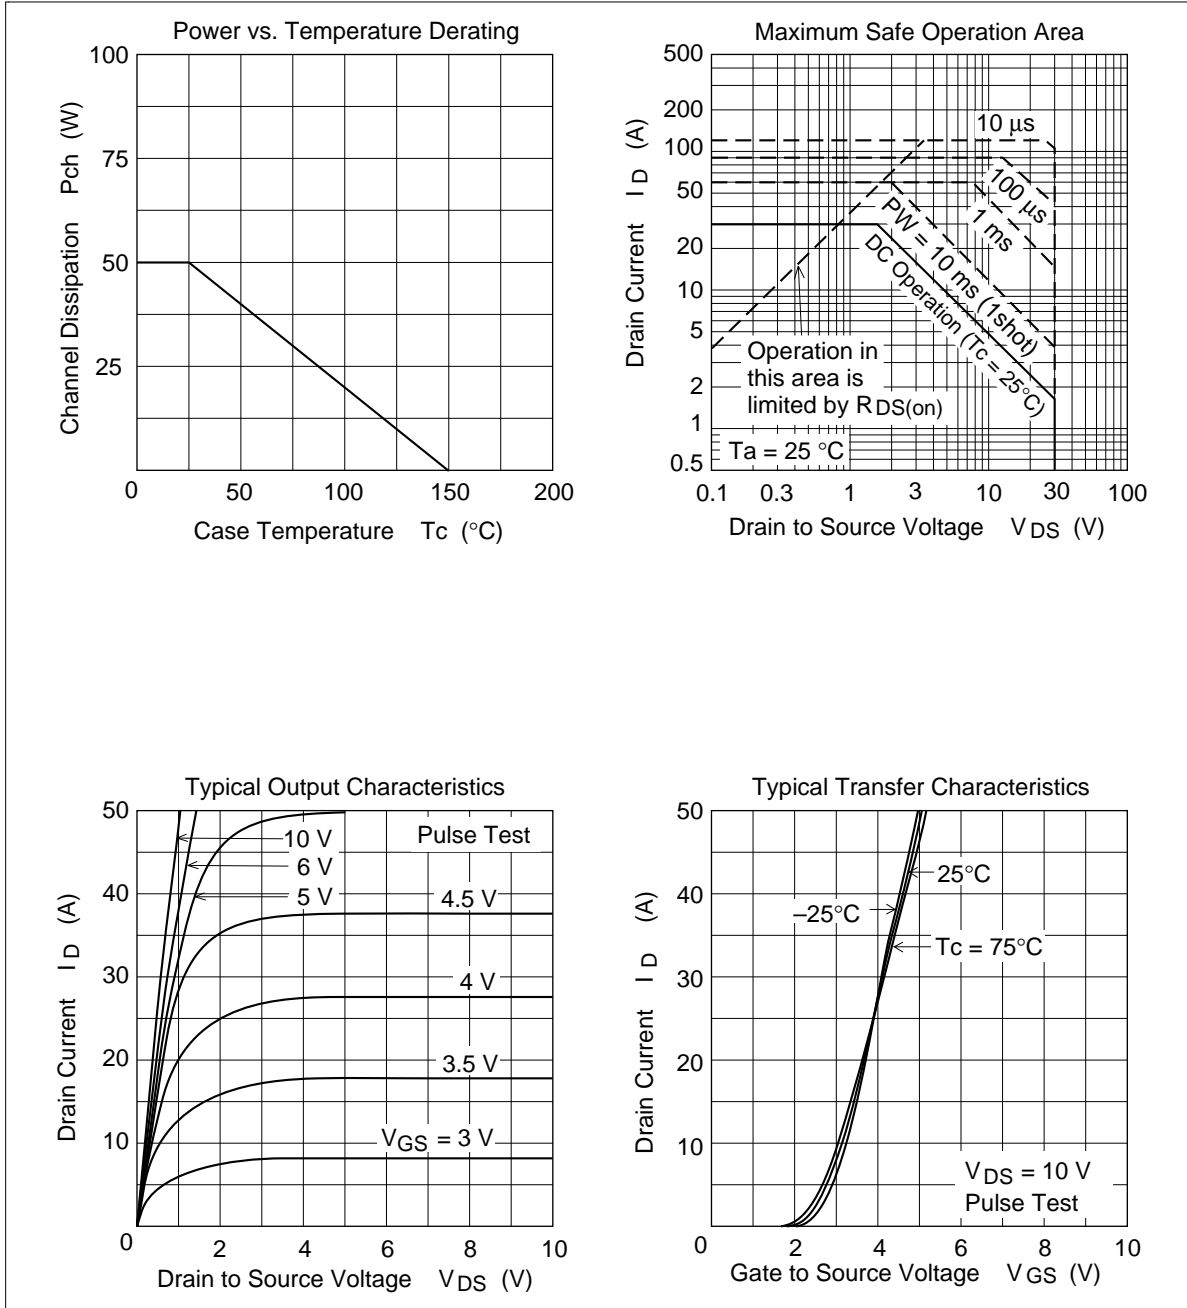 Power vs. Temperature Derating
100
75
50
25
0
50
100
150
200
Channel Dissipation Pch (W)
Case Temperature Tc (°C)
Maximum Safe Operation Area
500
200
100
50
20
10
5
2
1
0.5
0.1
0.3
1
3
10
30
100
Drain Current I D (A)
Drain to Source Voltage V DS (V)
10 µs
100 µs
1 ms
PW = 10 ms (1shot)
DC Operation (Tc = 25°C)
Operation in
this area is
limited by R DS(on)
Ta = 25 °C
Typical Output Characteristics
50
40
30
20
10
0
2
4
6
8
10
Drain Current I D (A)
Drain to Source Voltage V DS (V)
Pulse Test
10 V
6 V
5 V
4.5 V
4 V
3.5 V
V GS = 3 V
Typical Transfer Characteristics
50
40
30
20
10
0
2
4
6
8
10
Drain Current I D (A)
Gate to Source Voltage V GS (V)
25°C
–25°C
Tc = 75°C
V DS = 10 V
Pulse Test